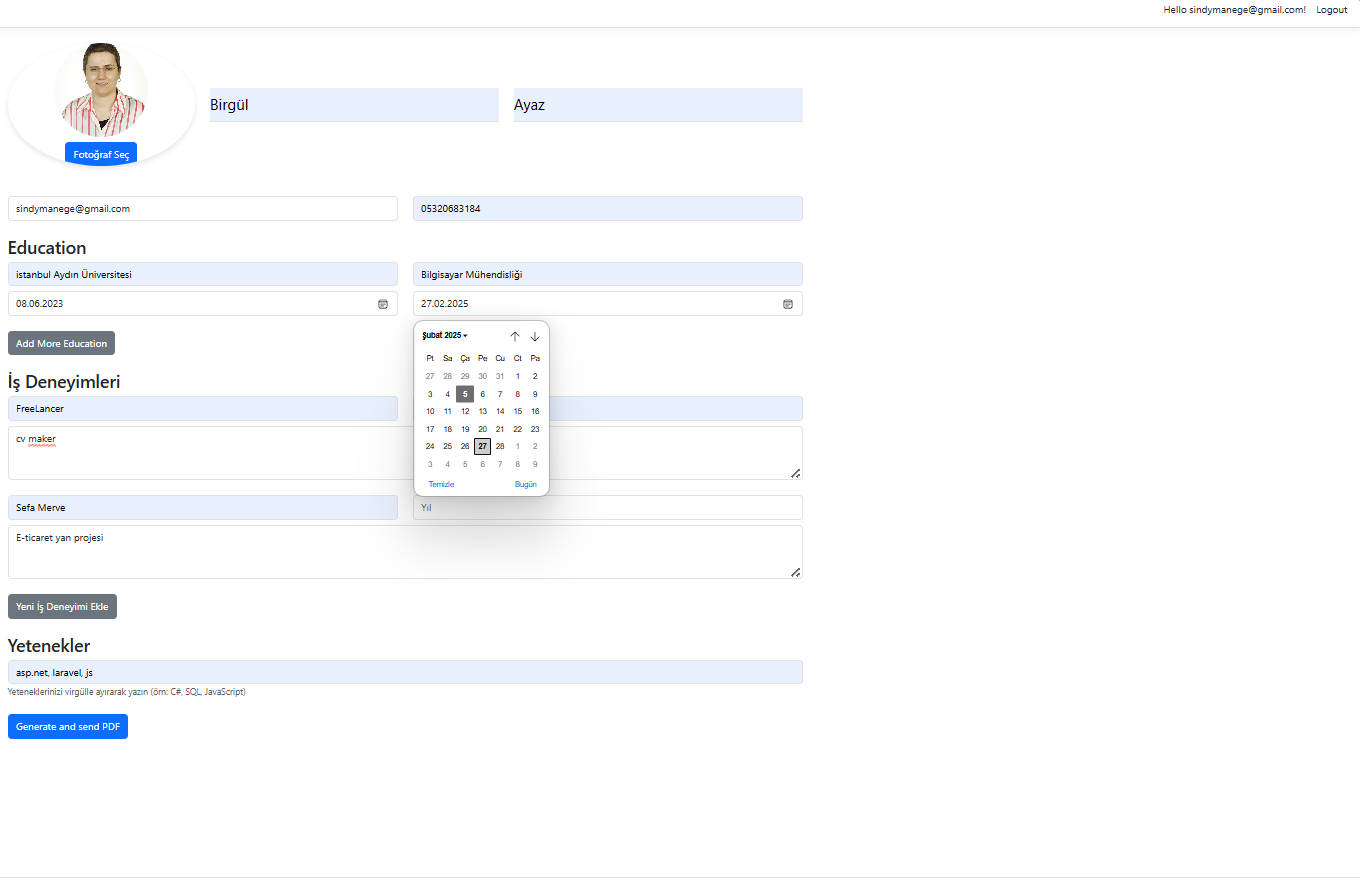 Hello sindymanege@gmail.com! Logout
Birgül Ayaz
Fotoğraf Seç
sindymanege@gmail.com 05320683184
Education
istanbul Aydın Üniversitesi Bilgisayar Mühendisliği
08.06.2023 27.02.2025
Add More Education
Şubat 2025
Pt Sa Ça Pe Cu Ct Pa
27 28 29 30 31 1 2
3 4 5 6 7 8 9
10 11 12 13 14 15 16
17 18 19 20 21 22 23
24 25 26 27 28 1 2
3 4 5 6 7 8 9
Temizle Bugün
İş Deneyimleri
FreeLancer
cv maker
Sefa Merve Yıl
E-ticaret yan projesi
Yeni İş Deneyimi Ekle
Yetenekler
asp.net, laravel, js
Yeteneklerinizi virgülle ayırarak yazın (örn: C#, SQL, JavaScript)
Generate and send PDF